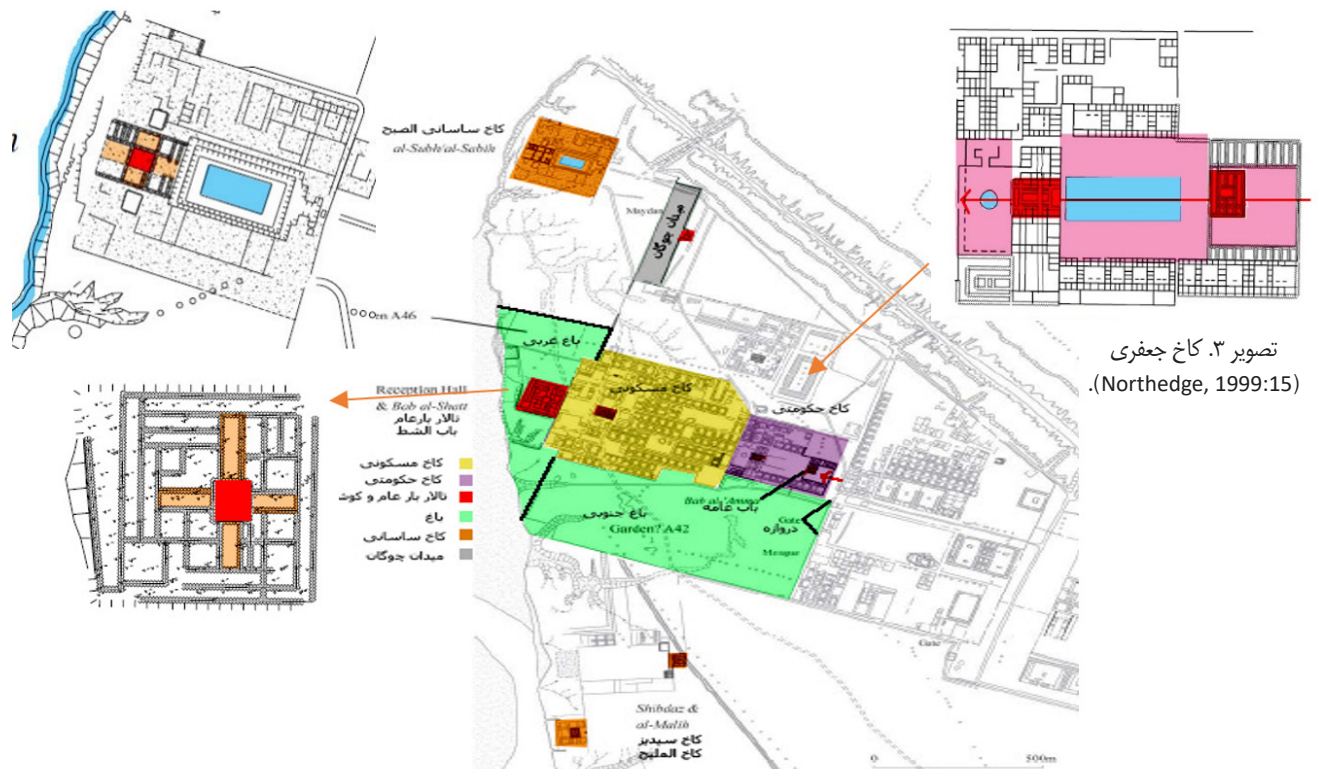 کاخ ساسانی الصبح
al-Subh/al-Sabih
Maydan
میدان چوگان
A46
باغ غربی
Reception Hall
& Bab al-Shatt
تالار بارعام
باب الشط
کاخ مسکونی
کاخ حکومتی
Bab al-'Amma
باب عامه
Gate
دروازه
باغ جنوبی
Garden? A42
Mosque
Gate
کاخ مسکونی
کاخ حکومتی
تالار بار عام و کوش
باغ
کاخ ساسانی
میدان چوگان
Shibdaz &
al-Malih
کاخ سیدیز
کاخ الملیح
0 500m
تصویر ۳. کاخ جعفری
(Northedge, 1999:15).